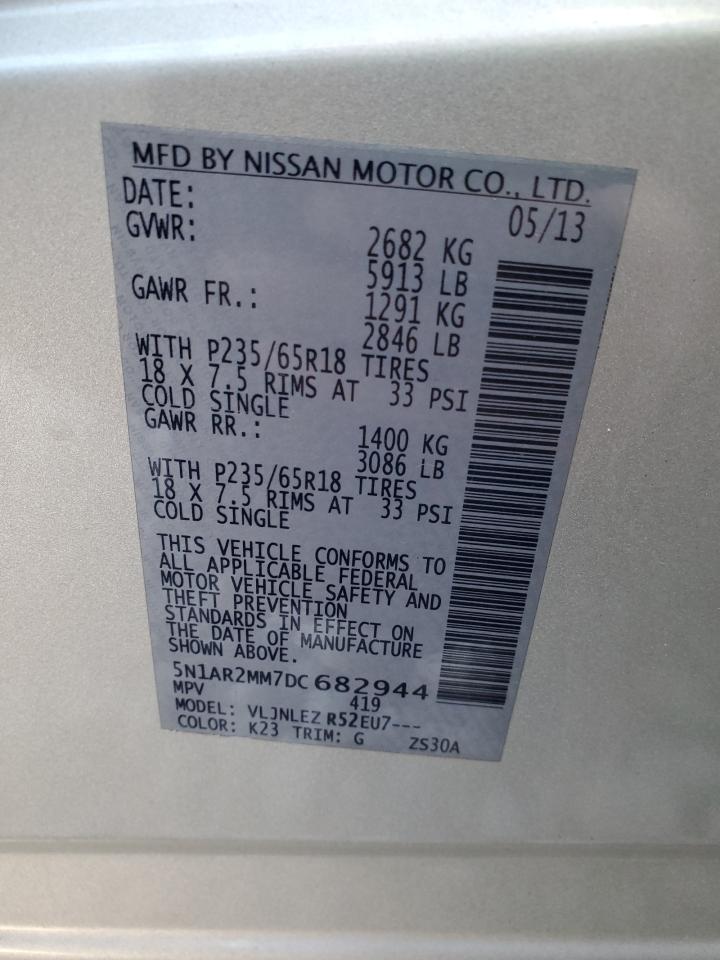 MFD BY NISSAN MOTOR CO., LTD.
DATE: 05/13
GVWR: 2682 KG
5913 LB
GAWR FR.: 1291 KG
2846 LB
WITH P235/65R18 TIRES
18 X 7.5 RIMS AT 33 PSI
COLD SINGLE
GAWR RR.: 1400 KG
3086 LB
WITH P235/65R18 TIRES
18 X 7.5 RIMS AT 33 PSI
COLD SINGLE
THIS VEHICLE CONFORMS TO
ALL APPLICABLE FEDERAL
MOTOR VEHICLE SAFETY AND
THEFT PREVENTION
STANDARDS IN EFFECT ON
THE DATE OF MANUFACTURE
SHOWN ABOVE.
5N1AR2MM7DC682944
MPV 419
MODEL: VLJNLEZ R52EU7---
COLOR: K23 TRIM: G ZS30A